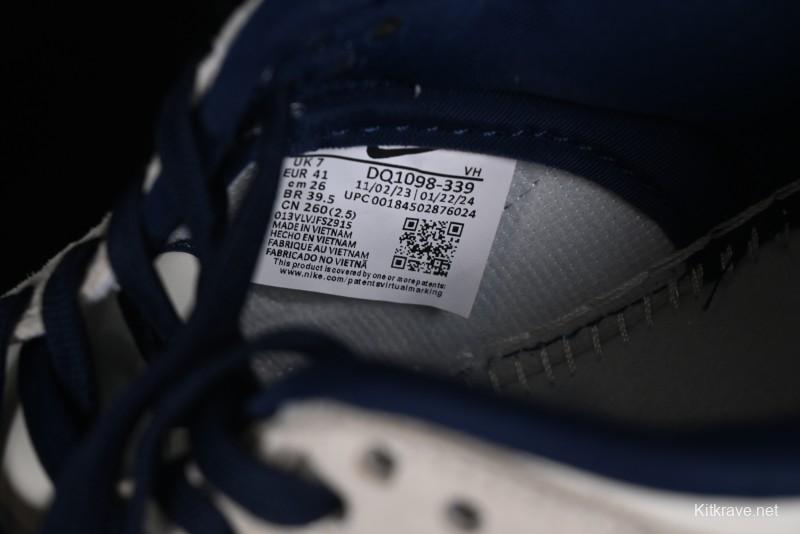 UK 7
EUR 41
cm 26
BR 39.5
CN 260(2.5)
VH
DQ1098-339
11/02/23 | 01/22/24
UPC 00184502876024
013VLVJFSZ915
MADE IN VIETNAM
HECHO EN VIETNAM
FABRIQUE AU VIETNAM
FABRICADO NO VIETNÃ
This product is covered by one or more patents:
www.nike.com/patentsvirtualmarking
Kitkrave.net